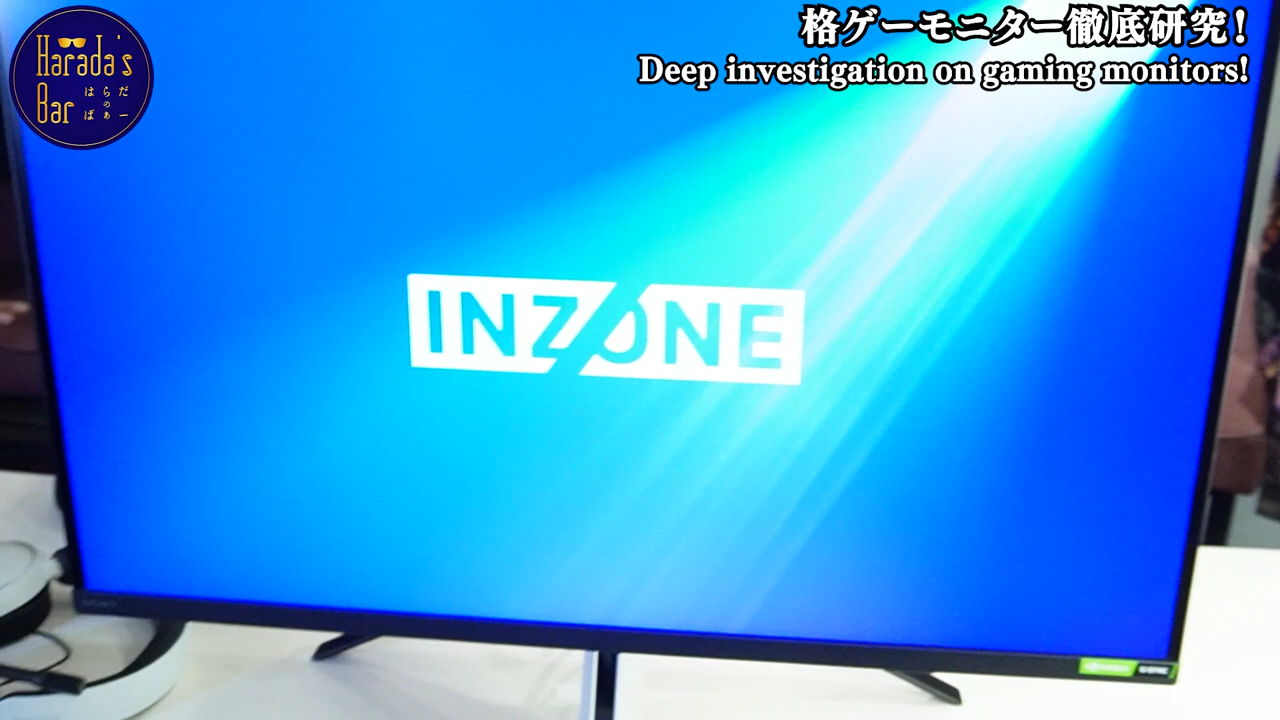 Harada's
Bar
はらだ
の
ばぁー
格ゲーモニター徹底研究！
Deep investigation on gaming monitors!
INZONE